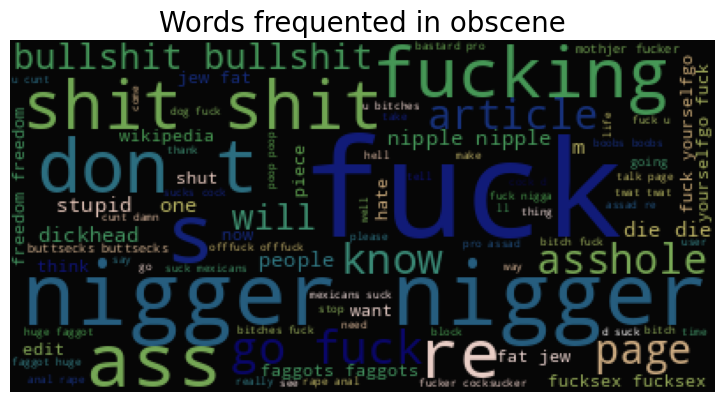 Words frequented in obscene
bullshit bullshit
bastard pro
mothjer fucker
u cunt
jew fat
fucking
shit shit
dog fuck
come
u bitches
take
article
fuck u
life
boobs boobs
fuck yourselfgo
yourselfgo fuck
freedom freedom
wikipedia
thank
poop poop
piece
hell
make
nipple nipple
m
going
don t
shut
sucks cock
fuck
tall
hate
talk page
twat twat
stupid
one
cunt damn
s
will
well
fuck nigga
ll
thing
assad re
dickhead
now
please
pro assad
die die
buttsecks buttsecks
offfuck offfuck
people
know
bitch fuck
user
asshole
think
say
go
suck mexicans
way
nigger nigger
mexicans suck
stop
want
need
huge faggot
bitches fuck
block
d suck
bitch
time
edit
ass
go fuck
re
fat jew
page
faggot huge
faggots faggots
anal rape
really
see
rape anal
fucker cocksucker
fucksex fucksex